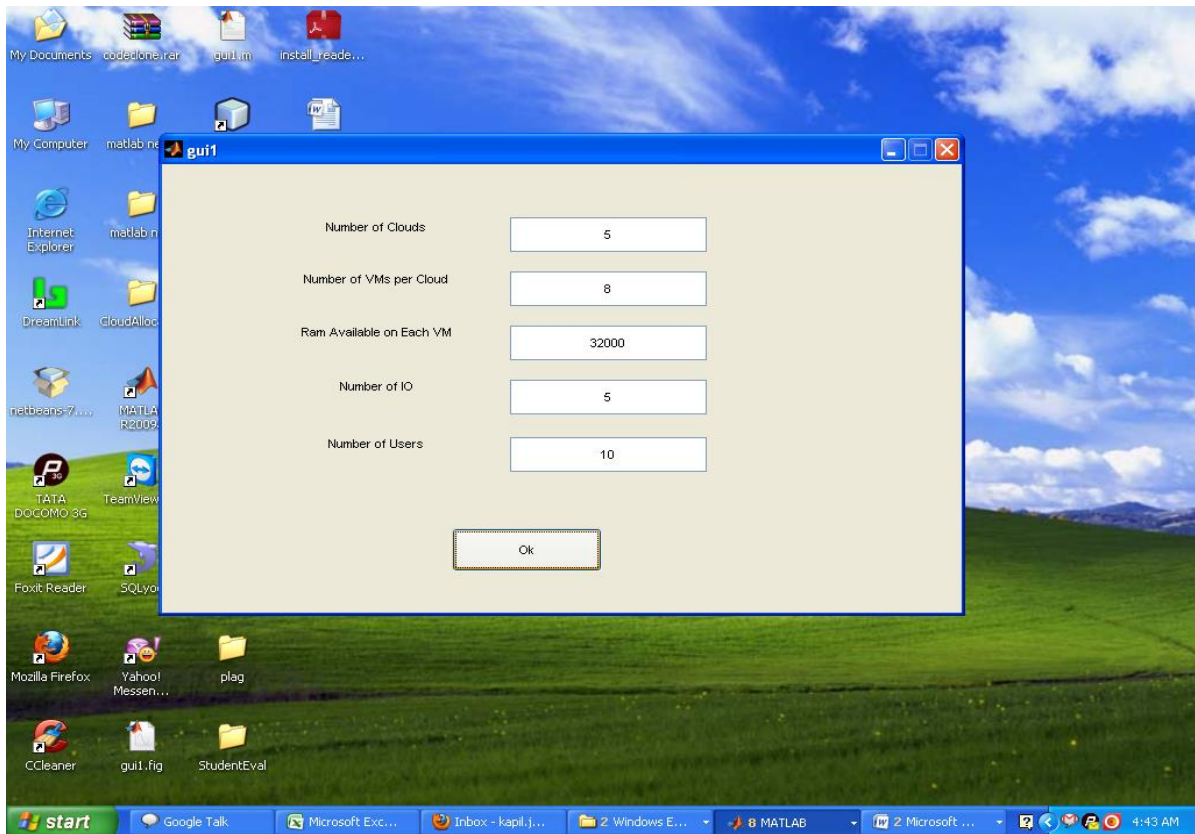 My Documents
codeclone.rar
gui1.m
install_reade...
My Computer
matlab ne
gui1
Internet
Explorer
matlab n
Number of Clouds
5
Number of VMs per Cloud
8
DreamLink
CloudAlloc
Ram Available on Each VM
32000
netbeans-7....
MATLA
R2009
Number of IO
5
Number of Users
10
TATA
DOCOMO 3G
TeamView
Ok
Foxit Reader
SQLyo
Mozilla Firefox
Yahoo!
Messen...
plag
CCleaner
gui1.fig
StudentEval
start
Google Talk
Microsoft Exc...
Inbox - kapil.j...
2 Windows E...
8 MATLAB
2 Microsoft ...
4:43 AM